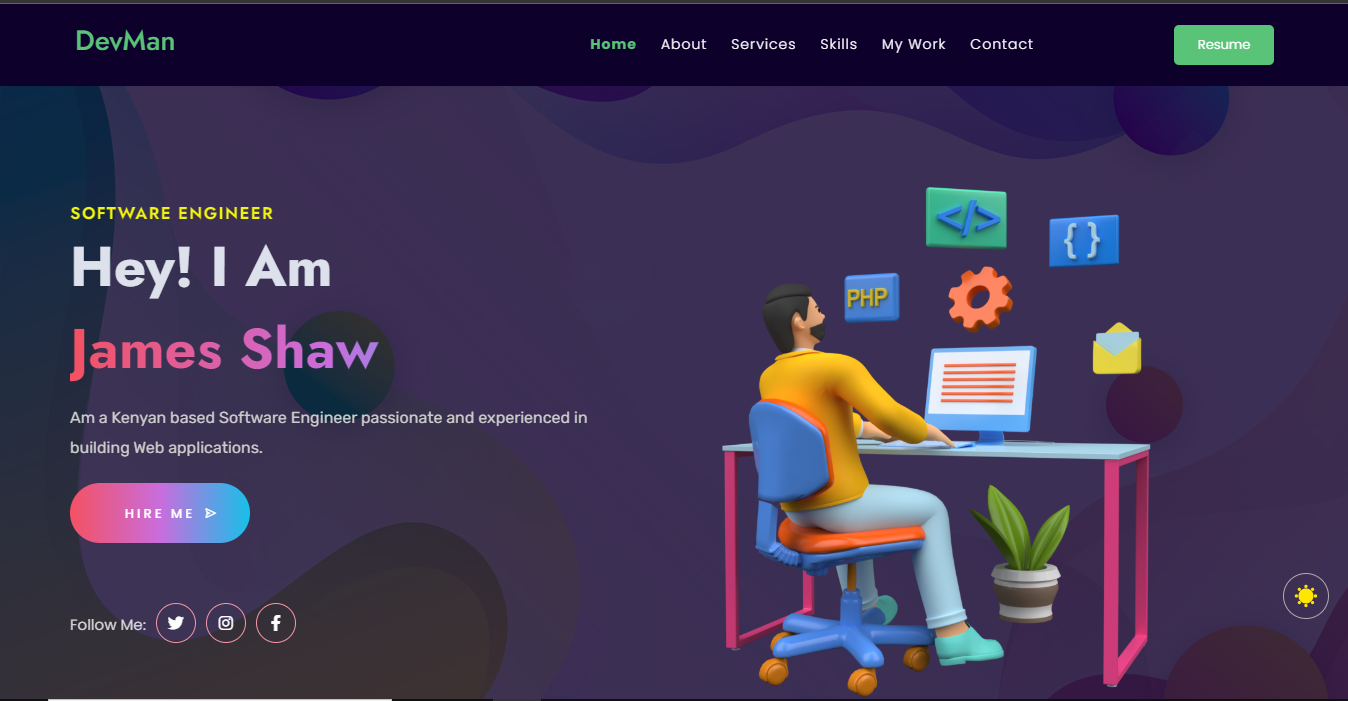 DevMan
Home About Services Skills My Work Contact
Resume
SOFTWARE ENGINEER
Hey! I Am
James Shaw
Am a Kenyan based Software Engineer passionate and experienced in
building Web applications.
HIRE ME
Follow Me:
</>
{ }
PHP